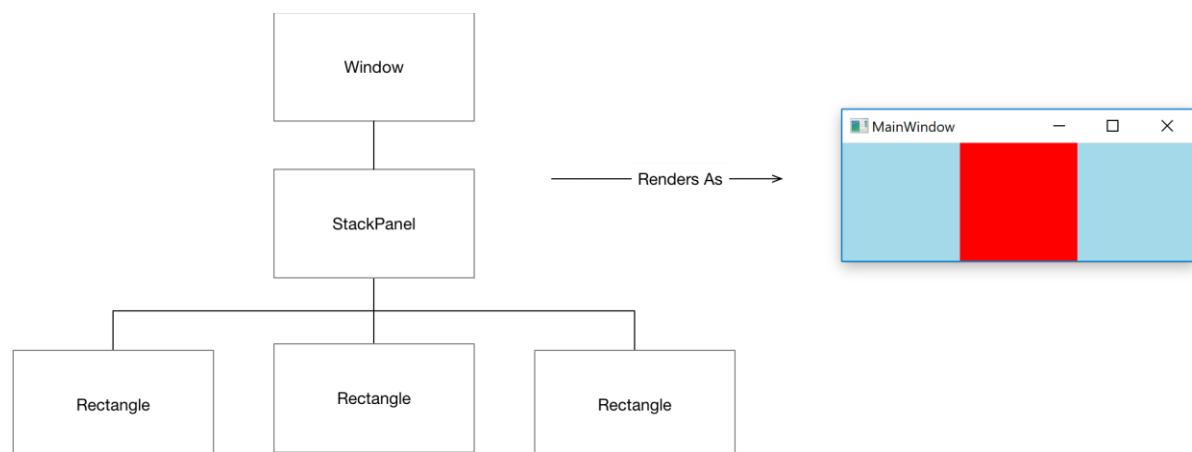 Window
MainWindow
Renders As
StackPanel
Rectangle
Rectangle
Rectangle